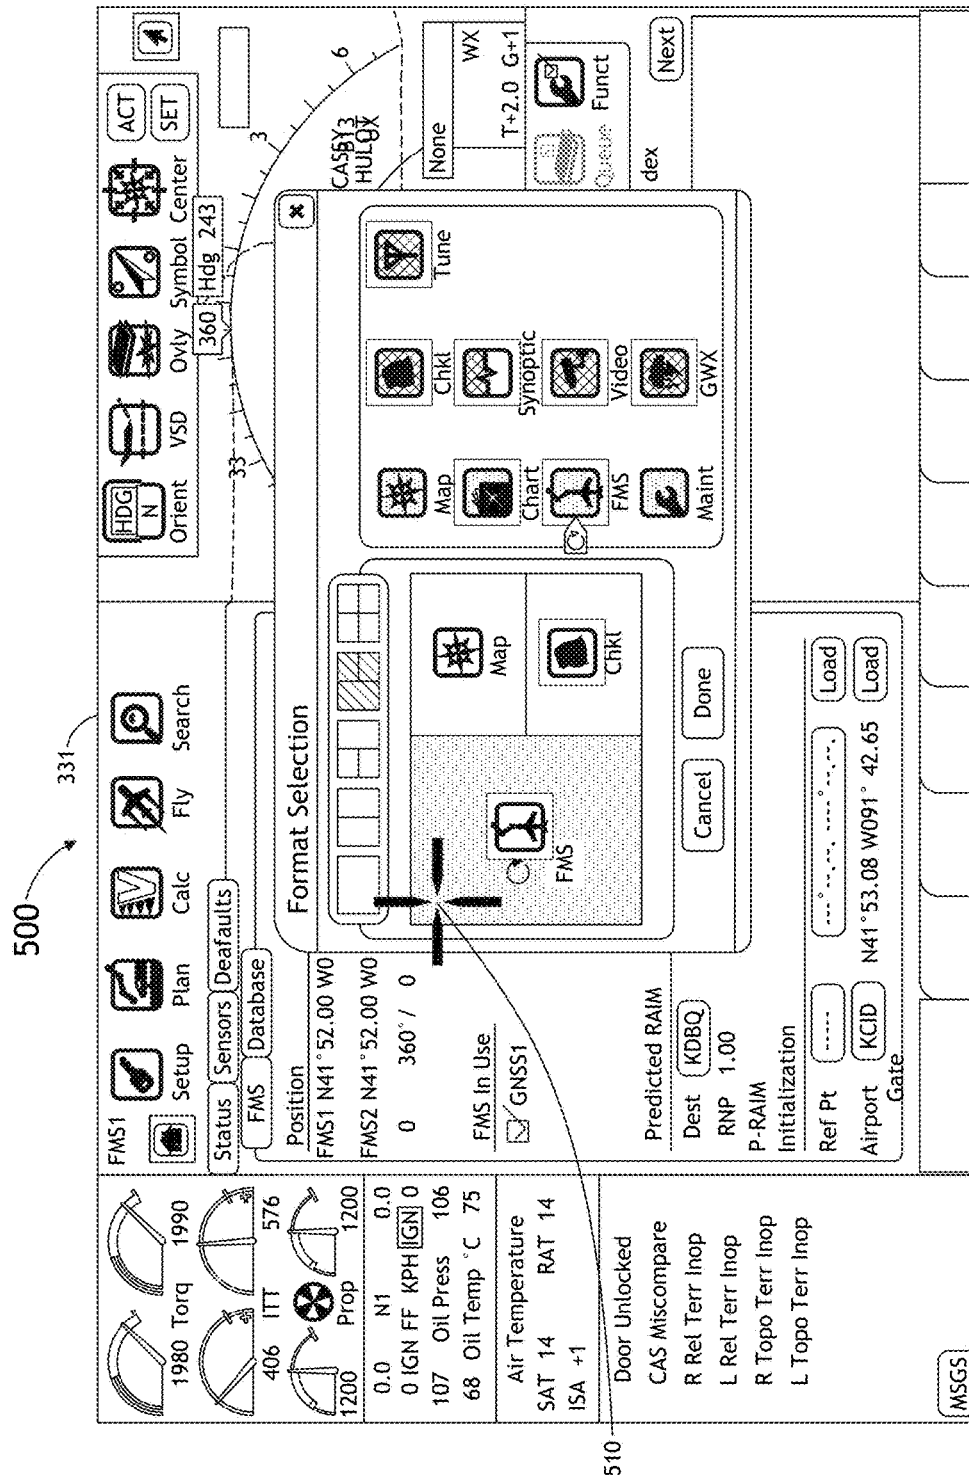 500
331
1980 Torq 1990
406 ITT 576
1200 Prop 1200
0.0 N1 0.0
0 IGN FF KPH IGN 0
107 Oil Press 106
68 Oil Temp °C 75
Air Temperature
SAT 14 RAT 14
ISA +1
Door Unlocked
CAS Miscompare
R Rel Terr Inop
L Rel Terr Inop
R Topo Terr Inop
L Topo Terr Inop
MSGS
510
FMS1
Setup Plan Calc Fly Search
Status Sensors Deafaults
FMS Database
Position
FMS1 N41°52.00 W0
FMS2 N41°52.00 W0
0 360°/ 0
FMS In Use
GNSS1
Predicted RAIM
Dest KDBQ
RNP 1.00
P-RAIM
Initialization
Ref Pt ----- ---°--.-- ---°--.-- Load
Airport KCID N41°53.08 W091° 42.65 Load
Gate
HDG
N
Orient VSD Ovly Symbol Center
ACT
SET
360 Hdg 243
33 3 6
CASSY
B13
HULOT
UX
None
WX
T+2.0 G+1
Queue Funct
dex
Next
Format Selection
x
FMS
Map
Chkl
Cancel Done
Map Chkl Tune
Chart Synoptic
FMS Video
Maint GWX